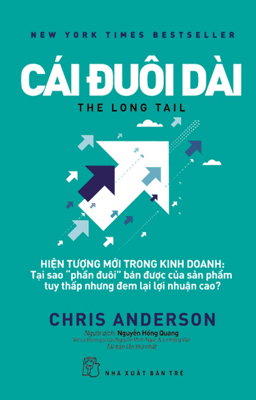 NEW YORK TIMES BESTSELLER
CÁI ĐUÔI DÀI
THE LONG TAIL
HIỆN TƯỢNG MỚI TRONG KINH DOANH:
Tại sao "phần đuôi" bán được của sản phẩm
tuy thấp nhưng đem lại lợi nhuận cao?
CHRIS ANDERSON
Người dịch: Nguyễn Hồng Quang
NHÀ XUẤT BẢN TRẺ